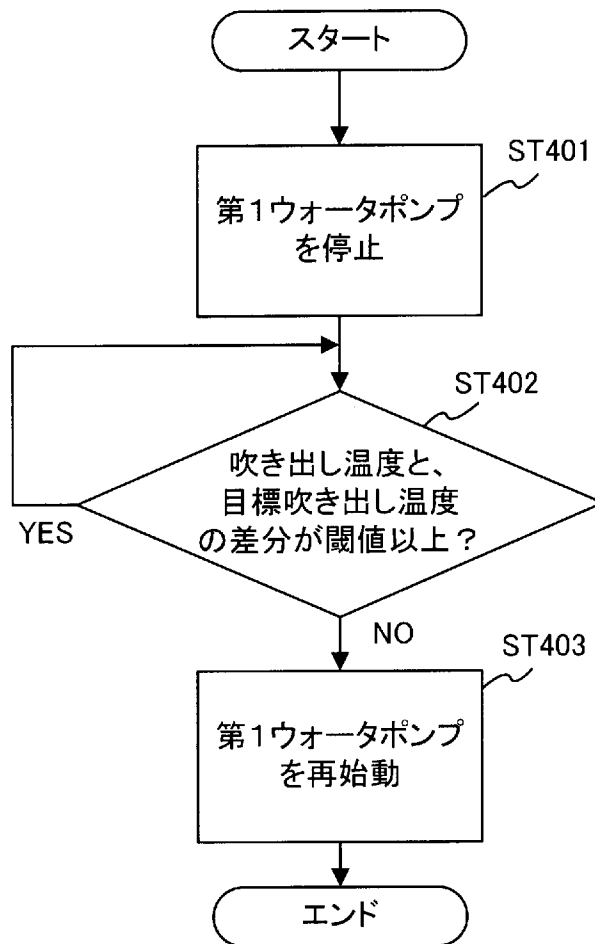 スタート
ST401
第1ウォータポンプ
を停止
ST402
吹き出し温度と、
目標吹き出し温度
の差分が閾値以上？
YES
NO
ST403
第1ウォータポンプ
を再始動
エンド